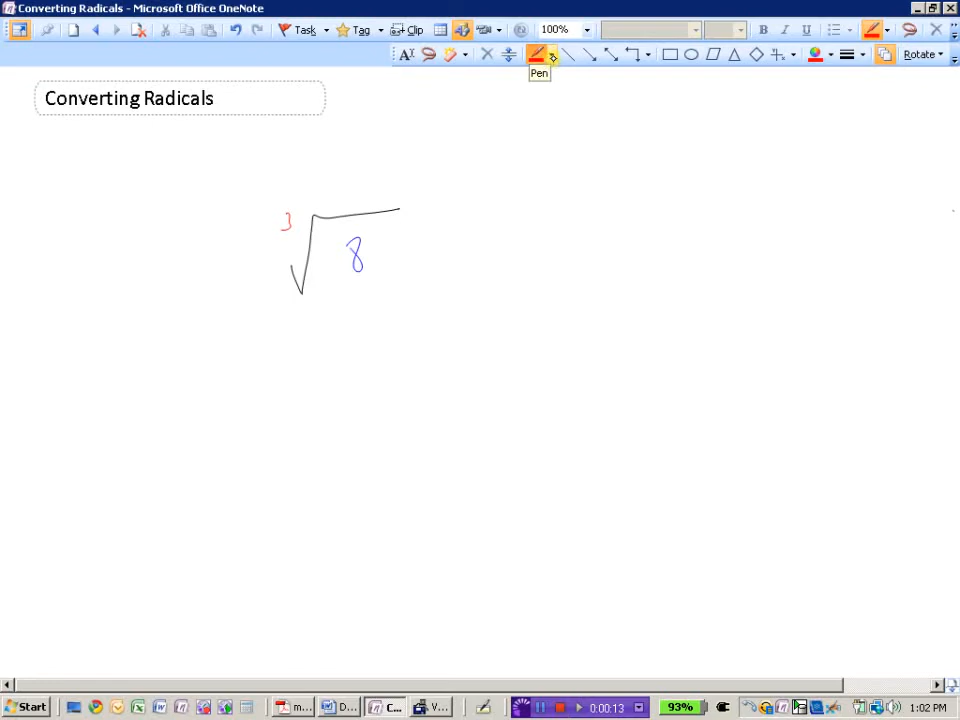 Converting Radicals - Microsoft Office OneNote
Task Tag Clip 100% B I U
A Rotate
Pen
Converting Radicals
3
√8
Start m... D... C... V... 0:00:13 93% 1:02 PM